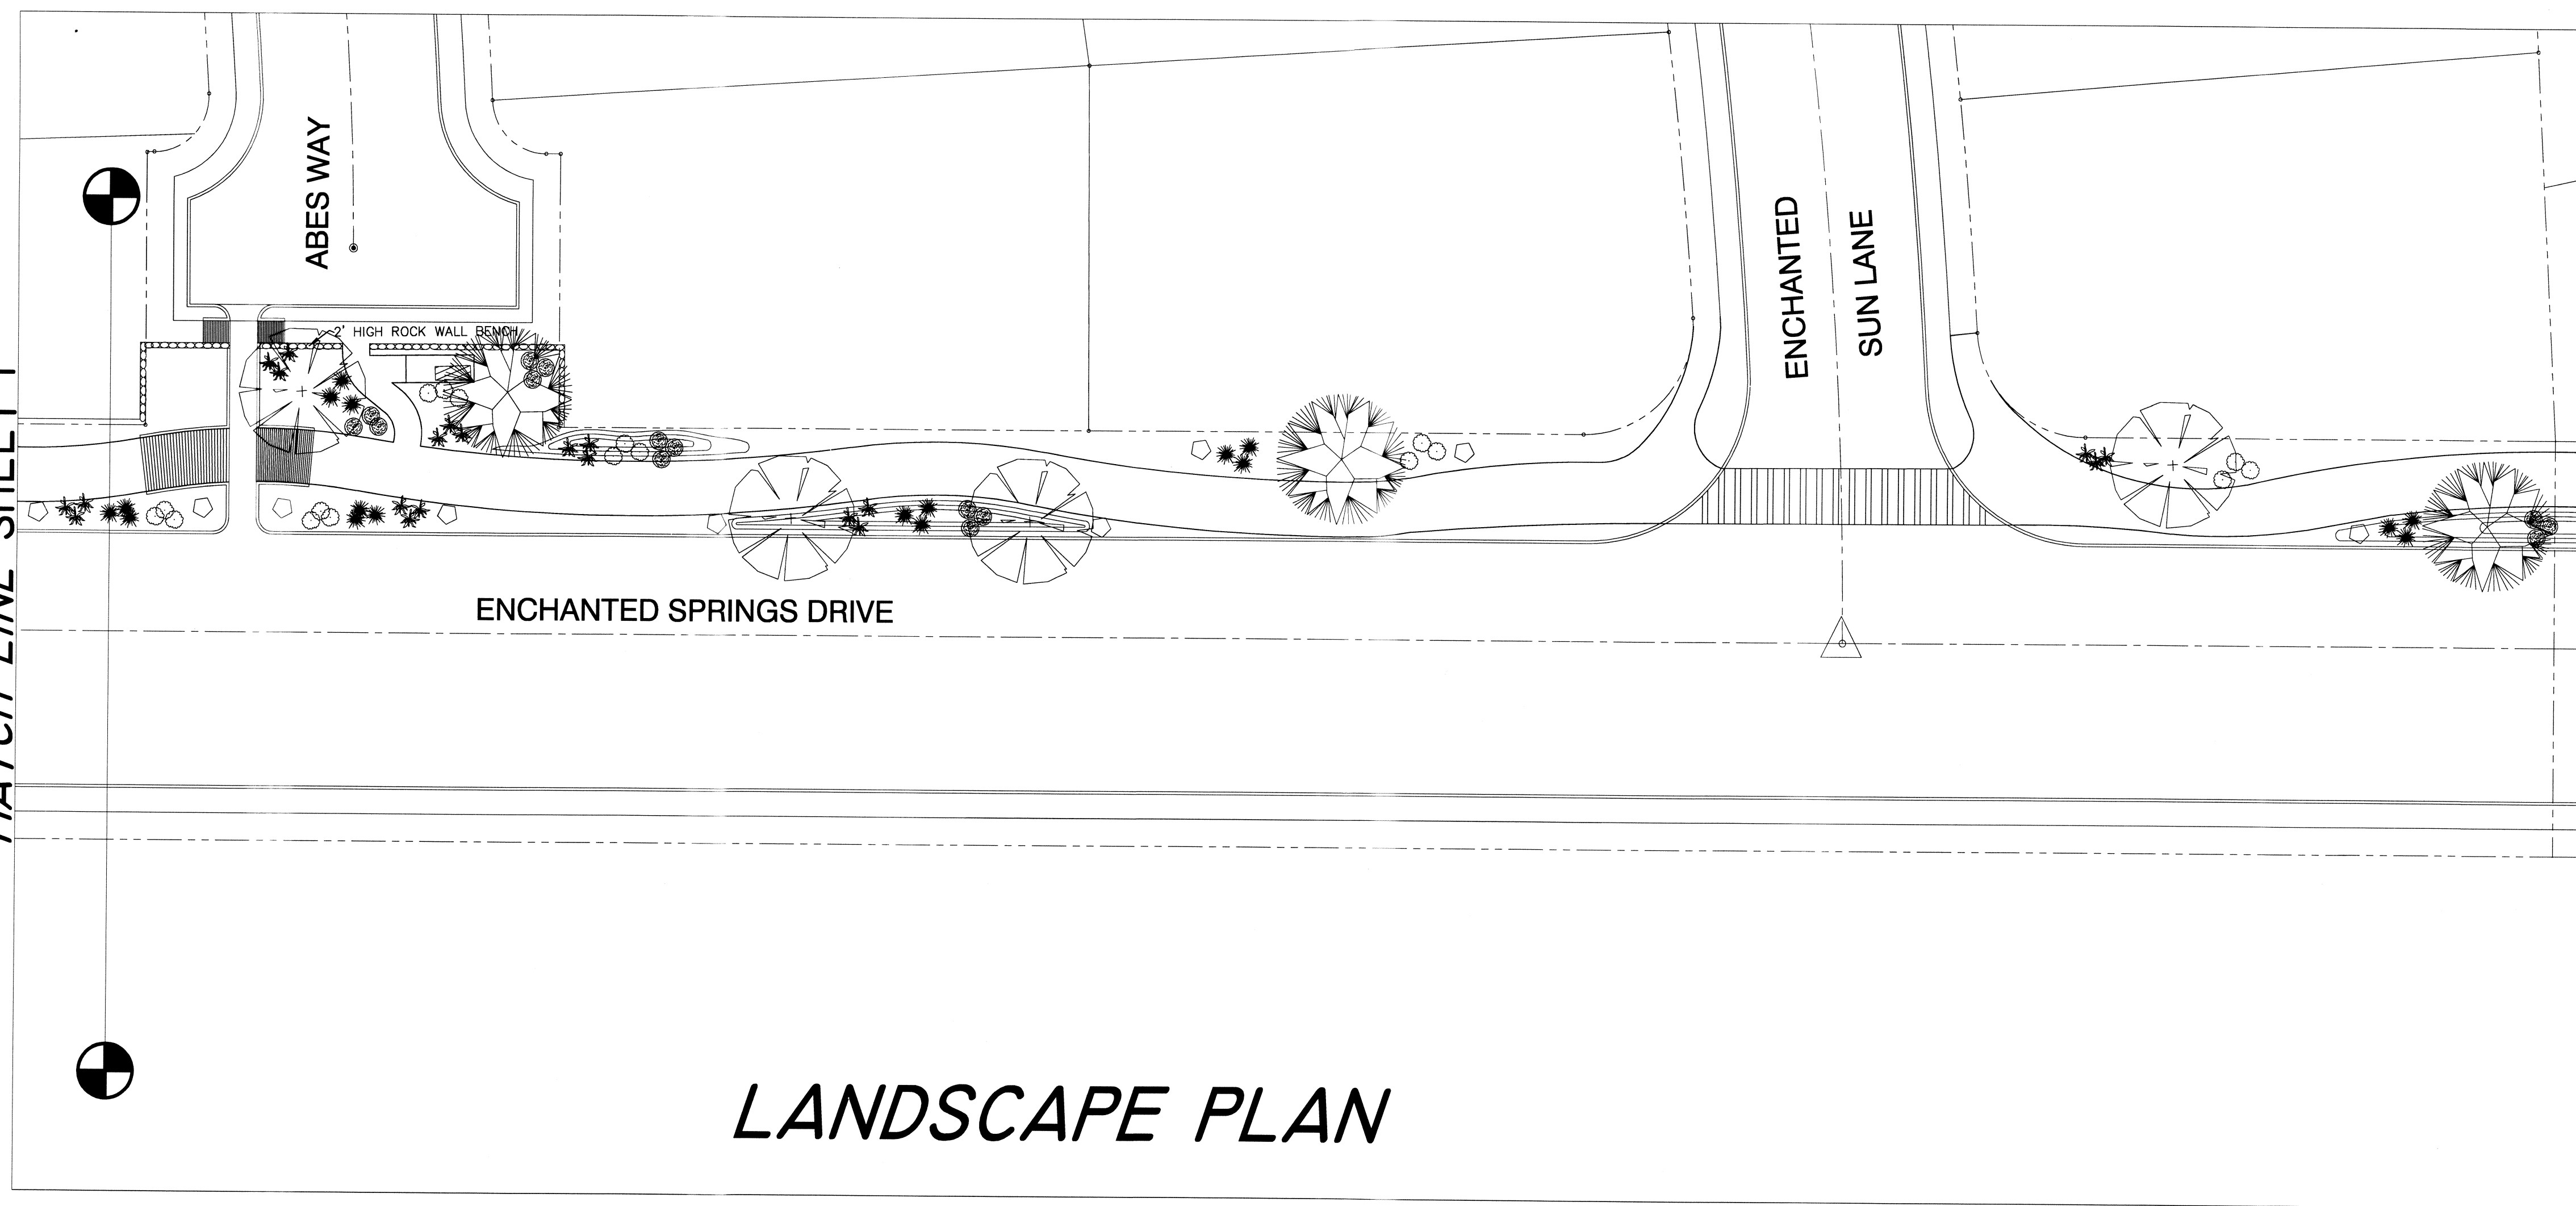 ABES WAY
ENCHANTED
SUN LANE
2' HIGH ROCK WALL BENCH
ENCHANTED SPRINGS DRIVE
LANDSCAPE PLAN